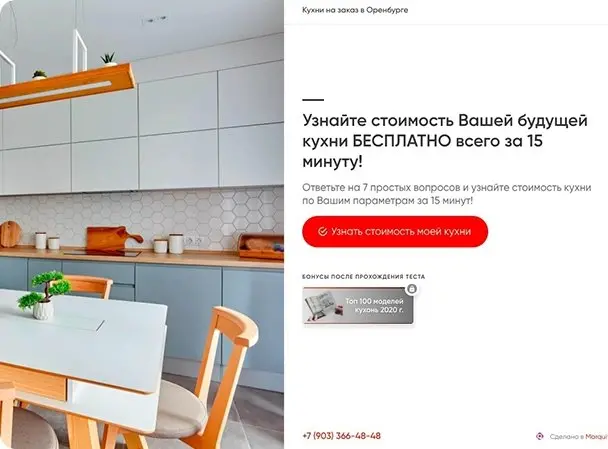 Кухни на заказ в Оренбурге
Узнайте стоимость Вашей будущей
кухни БЕСПЛАТНО всего за 15
минуту!
Ответьте на 7 простых вопросов и узнайте стоимость кухни
по Вашим параметрам за 15 минут!
Узнать стоимость моей кухни
БОНУСЫ ПОСЛЕ ПРОХОЖДЕНИЯ ТЕСТА
Топ 100 моделей
кухонь 2020 г.
+7 (903) 366-48-48
Сделано в Marqui